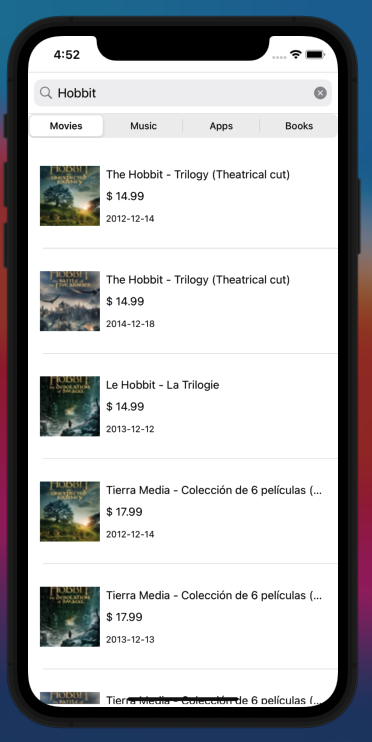 4:52
Hobbit
Movies Music Apps Books
The Hobbit - Trilogy (Theatrical cut)
$ 14.99
2012-12-14
The Hobbit - Trilogy (Theatrical cut)
$ 14.99
2014-12-18
Le Hobbit - La Trilogie
$ 14.99
2013-12-12
Tierra Media - Colección de 6 películas (...
$ 17.99
2012-12-14
Tierra Media - Colección de 6 películas (...
$ 17.99
2013-12-13
Tierra Media - Colección de 6 películas (...